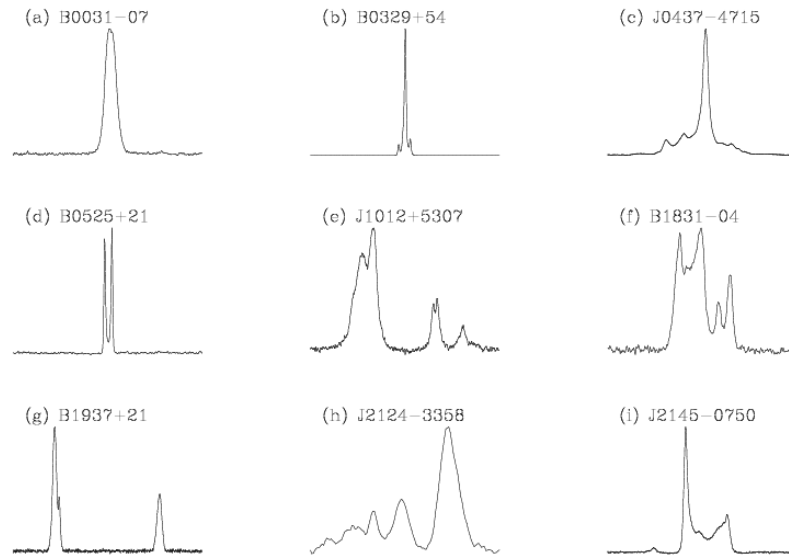 (a) B0031−07
(b) B0329+54
(c) J0437−4715
(d) B0525+21
(e) J1012+5307
(f) B1831−04
(g) B1937+21
(h) J2124−3358
(i) J2145−0750